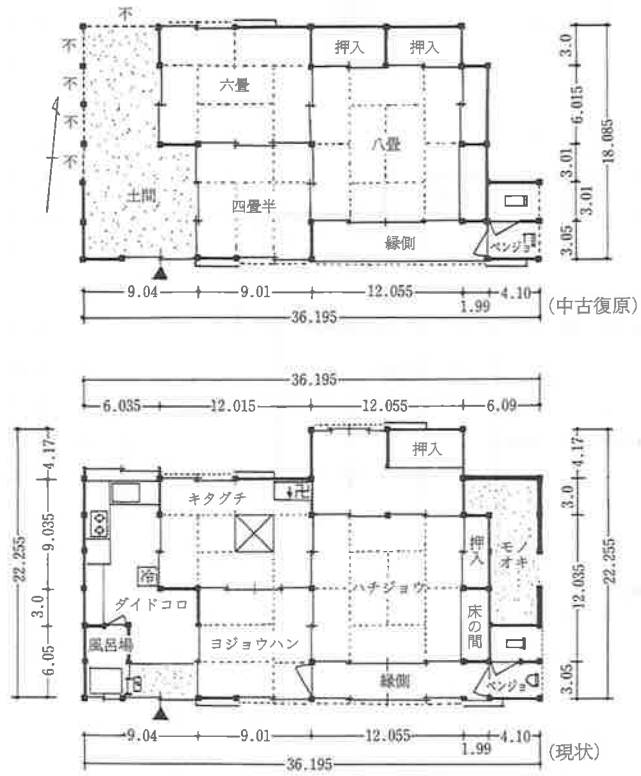 不
不
不
不
不
押入
押入
六畳
八畳
土間
四畳半
縁側
ベンジョ
3.0
6.015
3.01
3.01
3.05
18.085
9.04
9.01
12.055
1.99
4.10
36.195
(中古復原)
36.195
6.035
12.015
12.055
6.09
4.17
9.035
3.0
6.05
22.255
押入
キタグチ
卍
冷
ダイドコロ
風呂場
ヨジョウハン
ハチジョウ
押入
床の間
モノ
オキ
縁側
ベンジョ
4.17
3.0
12.035
3.05
22.255
9.04
9.01
12.055
1.99
4.10
36.195
(現状)